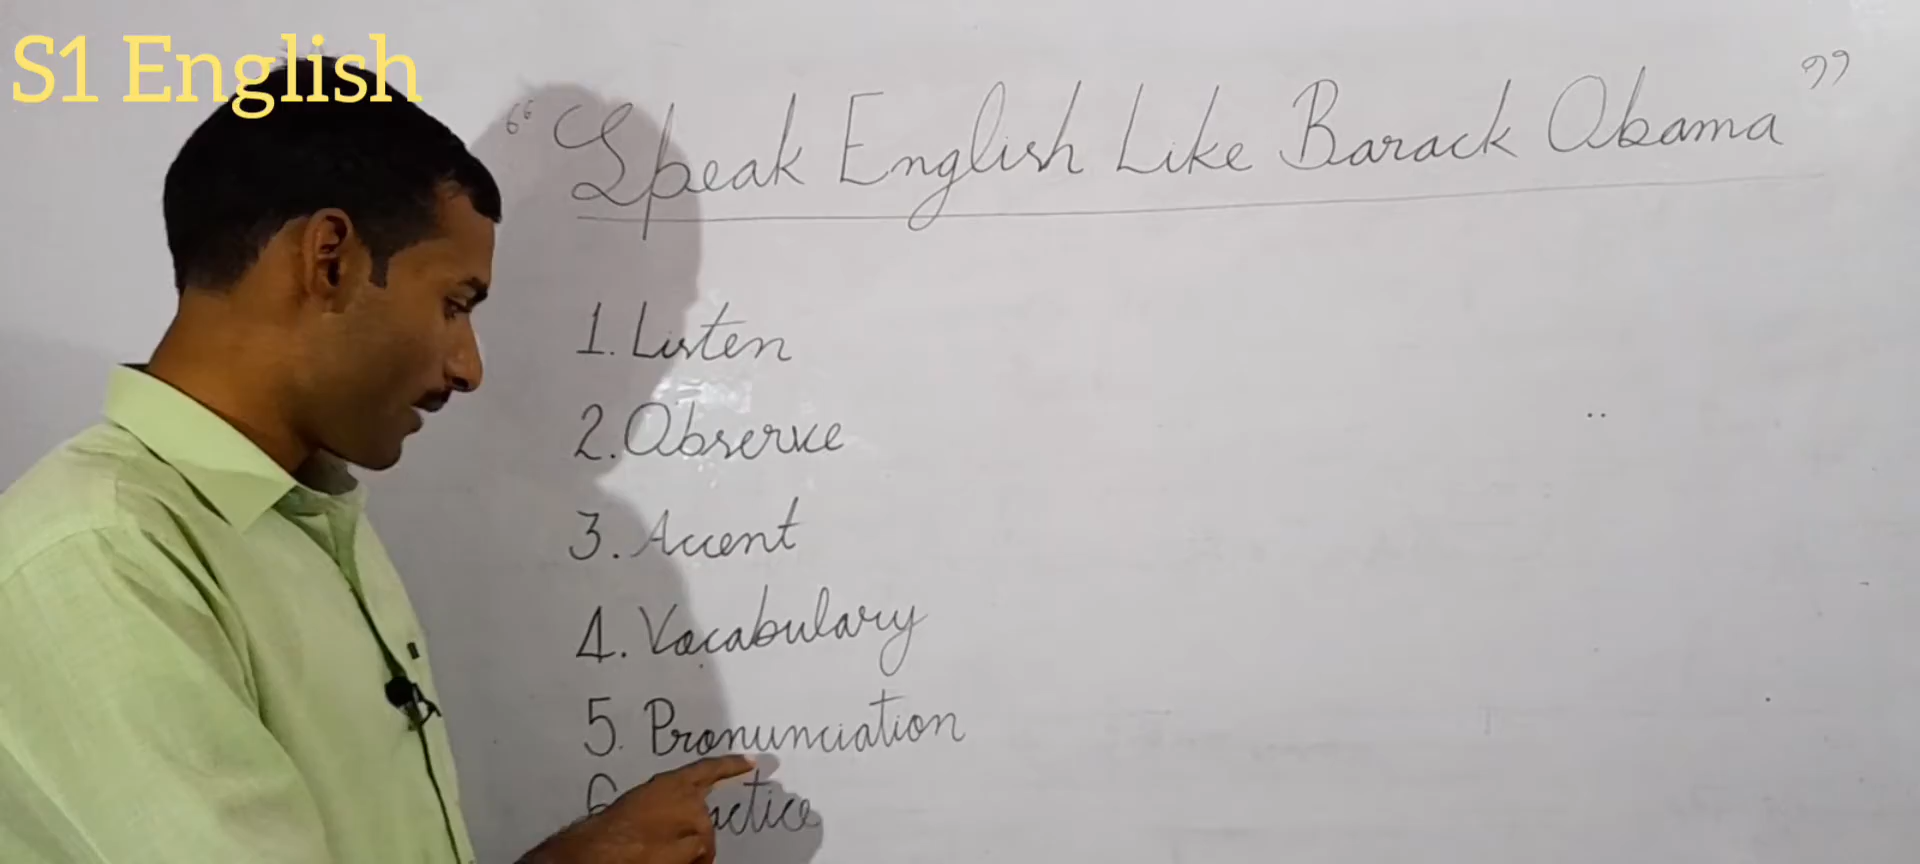 S1 English
"Speak English Like Barack Obama"
1. Listen
2. Observe
3. Accent
4. Vocabulary
5. Pronunciation